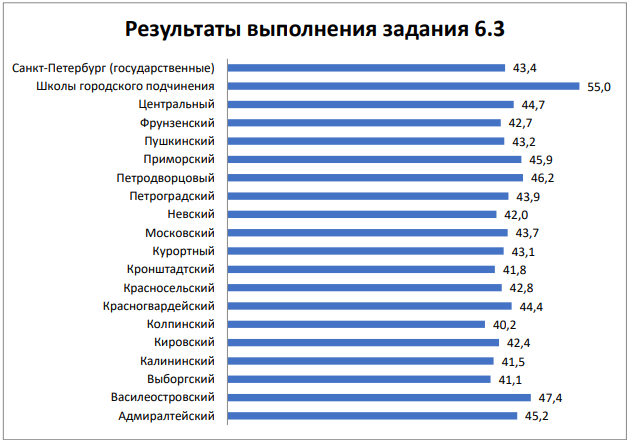 Результаты выполнения задания 6.3
Санкт-Петербург (государственные) 43,4
Школы городского подчинения 55,0
Центральный 44,7
Фрунзенский 42,7
Пушкинский 43,2
Приморский 45,9
Петродворцовый 46,2
Петроградский 43,9
Невский 42,0
Московский 43,7
Курортный 43,1
Кронштадтский 41,8
Красносельский 42,8
Красногвардейский 44,4
Колпинский 40,2
Кировский 42,4
Калининский 41,5
Выборгский 41,1
Василеостровский 47,4
Адмиралтейский 45,2